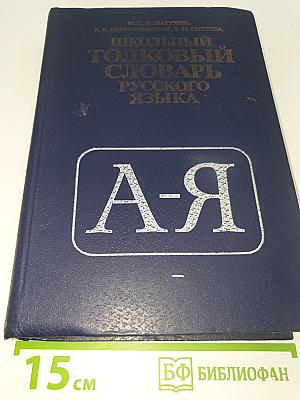 М.С. ЛАПАТУХИН,
Е.В. СКОРЛУПОВСКАЯ, Г.П. СНЕТОВА
ШКОЛЬНЫЙ
ТОЛКОВЫЙ
СЛОВАРЬ
РУССКОГО
ЯЗЫКА
А-Я
15 см
БФ БИБЛИОФАН